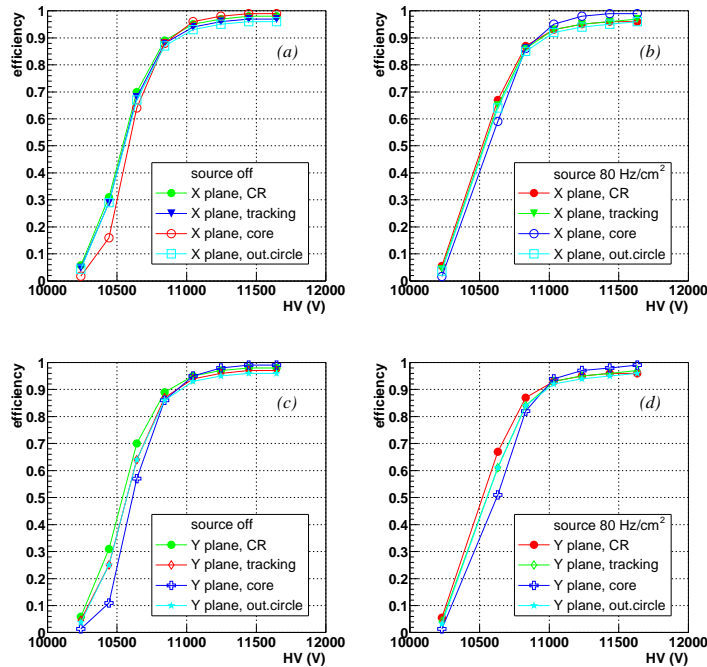 efficiency
1
0.9
0.8
0.7
0.6
0.5
0.4
0.3
0.2
0.1
0
(a)
source off
X plane, CR
X plane, tracking
X plane, core
X plane, out.circle
10000 10500 11000 11500 12000
HV (V)
efficiency
1
0.9
0.8
0.7
0.6
0.5
0.4
0.3
0.2
0.1
0
(b)
source 80 Hz/cm²
X plane, CR
X plane, tracking
X plane, core
X plane, out.circle
10000 10500 11000 11500 12000
HV (V)
efficiency
1
0.9
0.8
0.7
0.6
0.5
0.4
0.3
0.2
0.1
0
(c)
source off
Y plane, CR
Y plane, tracking
Y plane, core
Y plane, out.circle
10000 10500 11000 11500 12000
HV (V)
efficiency
1
0.9
0.8
0.7
0.6
0.5
0.4
0.3
0.2
0.1
0
(d)
source 80 Hz/cm²
Y plane, CR
Y plane, tracking
Y plane, core
Y plane, out.circle
10000 10500 11000 11500 12000
HV (V)